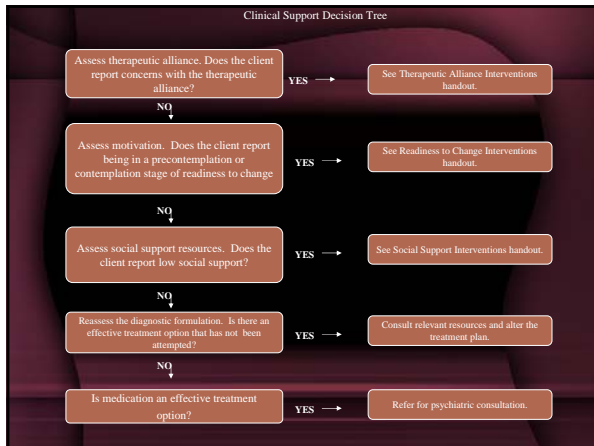 Clinical Support Decision Tree
Assess therapeutic alliance. Does the client
report concerns with the therapeutic
alliance?
YES
See Therapeutic Alliance Interventions
handout.
NO
Assess motivation. Does the client report
being in a precontemplation or
contemplation stage of readiness to change
YES
See Readiness to Change Interventions
handout.
NO
Assess social support resources. Does the
client report low social support?
YES
See Social Support Interventions handout.
NO
Reassess the diagnostic formulation. Is there an
effective treatment option that has not been
attempted?
YES
Consult relevant resources and alter the
treatment plan.
NO
Is medication an effective treatment
option?
YES
Refer for psychiatric consultation.